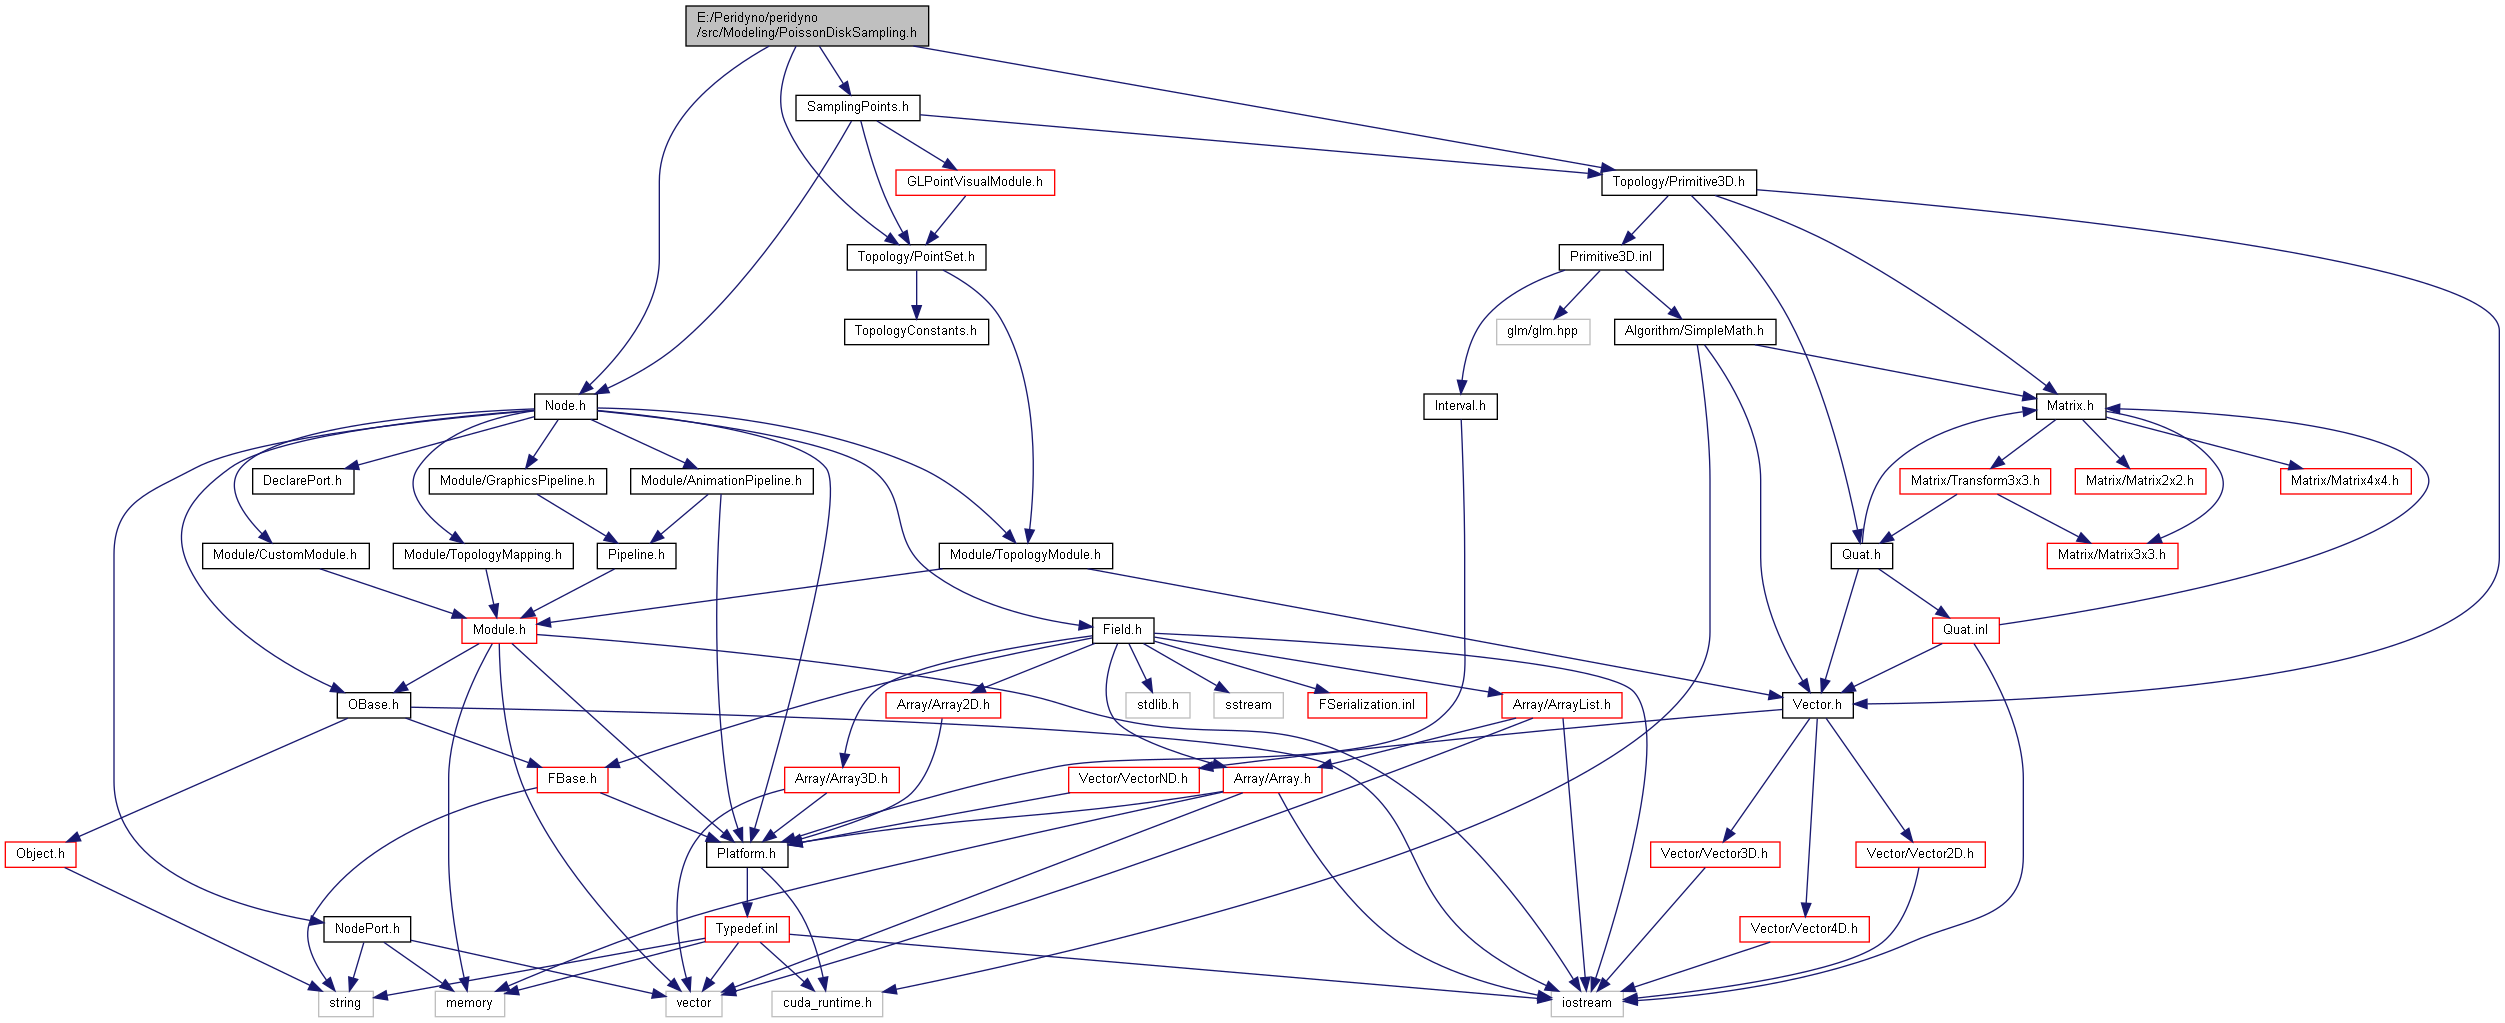 E:/Peridyno/peridyno
/src/Modeling/PoissonDiskSampling.h
SamplingPoints.h
GLPointVisualModule.h
Topology/Primitive3D.h
Topology/PointSet.h
Primitive3D.inl
TopologyConstants.h
glm/glm.hpp
Algorithm/SimpleMath.h
Node.h
Interval.h
Matrix.h
DeclarePort.h
Module/GraphicsPipeline.h
Module/AnimationPipeline.h
Matrix/Transform3x3.h
Matrix/Matrix2x2.h
Matrix/Matrix4x4.h
Module/CustomModule.h
Module/TopologyMapping.h
Pipeline.h
Module/TopologyModule.h
Quat.h
Matrix/Matrix3x3.h
Module.h
Field.h
Quat.inl
OBase.h
Array/Array2D.h
stdlib.h
sstream
FSerialization.inl
Array/ArrayList.h
Vector.h
FBase.h
Array/Array3D.h
Vector/VectorND.h
Array/Array.h
Object.h
Platform.h
Vector/Vector3D.h
Vector/Vector2D.h
NodePort.h
Typedef.inl
Vector/Vector4D.h
string
memory
vector
cuda_runtime.h
iostream